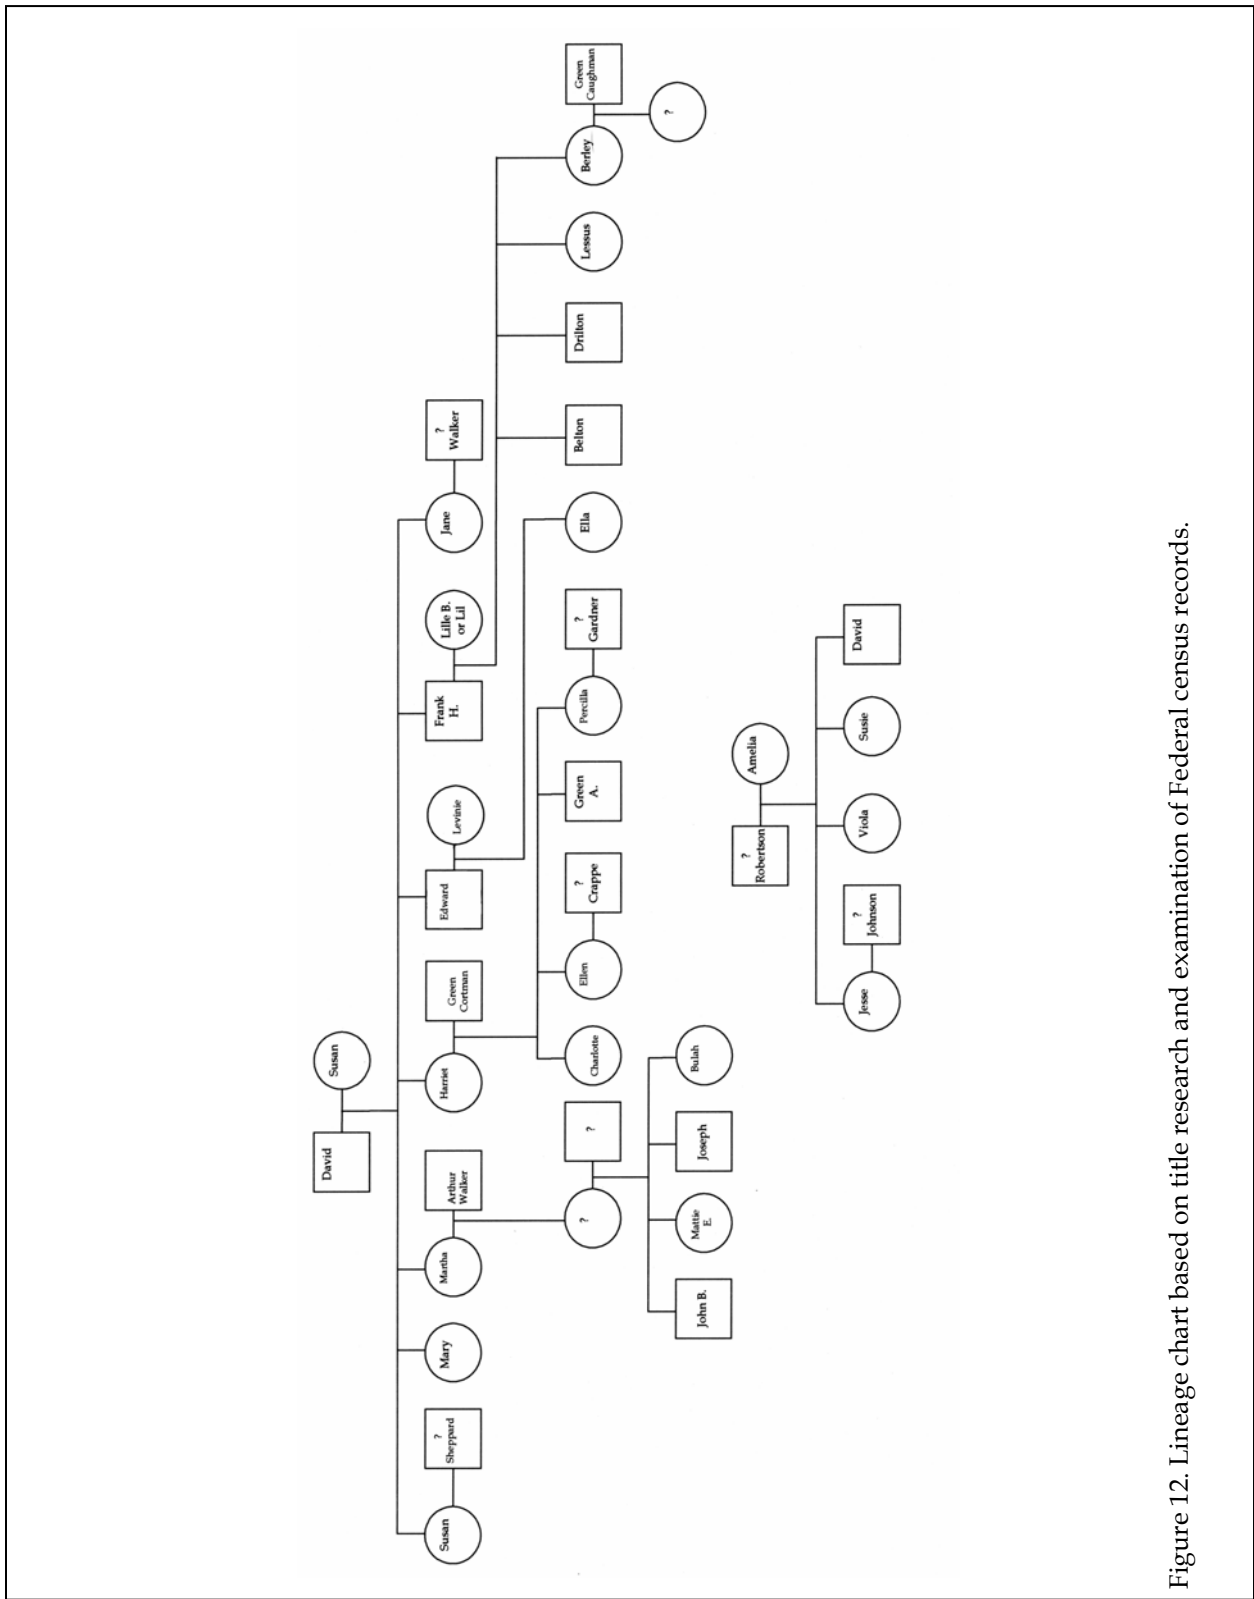 David
Susan
Susan
?
Sheppard
Mary
Martha
Arthur
Walker
Harriet
Green
Cortman
Edward
Levinie
Frank
H.
Lille B.
or Lil
Jane
?
Walker
?
?
Charlotte
Ellen
?
Crappe
Green
A.
Percilla
?
Gardner
Ella
Belton
Drilton
Lessus
Berley
Green
Caughman
John B.
Mattie
E.
Joseph
Bulah
?
?
Robertson
Amelia
Jesse
?
Johnson
Viola
Susie
David
Figure 12. Lineage chart based on title research and examination of Federal census records.